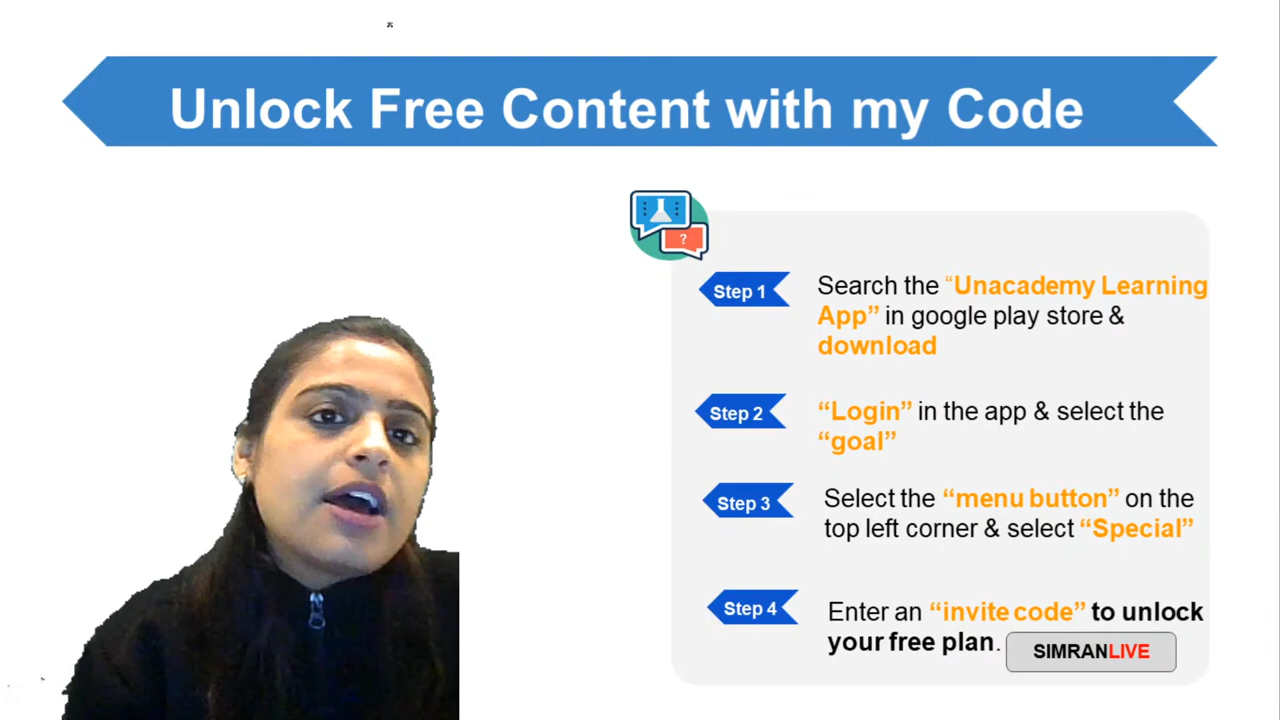 Unlock Free Content with my Code
?
Step 1
Search the “Unacademy Learning
App” in google play store &
download
Step 2
“Login” in the app & select the
“goal”
Step 3
Select the “menu button” on the
top left corner & select “Special”
Step 4
Enter an “invite code” to unlock
your free plan.
SIMRANLIVE